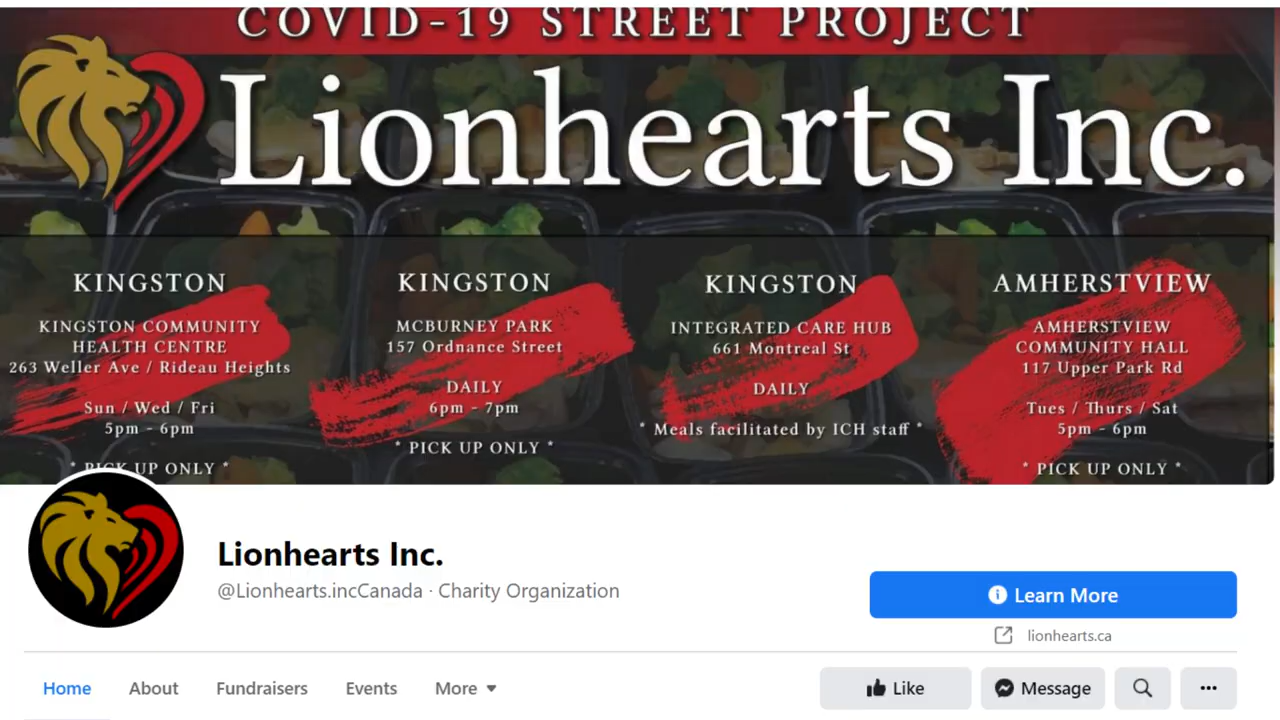 COVID-19 STREET PROJECT
Lionhearts Inc.
KINGSTON
KINGSTON COMMUNITY
HEALTH CENTRE
263 Weller Ave / Rideau Heights
Sun / Wed / Fri
5pm - 6pm
* PICK UP ONLY *
KINGSTON
MCBURNEY PARK
157 Ordnance Street
DAILY
6pm - 7pm
* PICK UP ONLY *
KINGSTON
INTEGRATED CARE HUB
661 Montreal St
DAILY
* Meals facilitated by ICH staff *
AMHERSTVIEW
AMHERSTVIEW
COMMUNITY HALL
117 Upper Park Rd
Tues / Thurs / Sat
5pm - 6pm
* PICK UP ONLY *
Lionhearts Inc.
@Lionhearts.incCanada · Charity Organization
Learn More
lionhearts.ca
Home About Fundraisers Events More Like Message